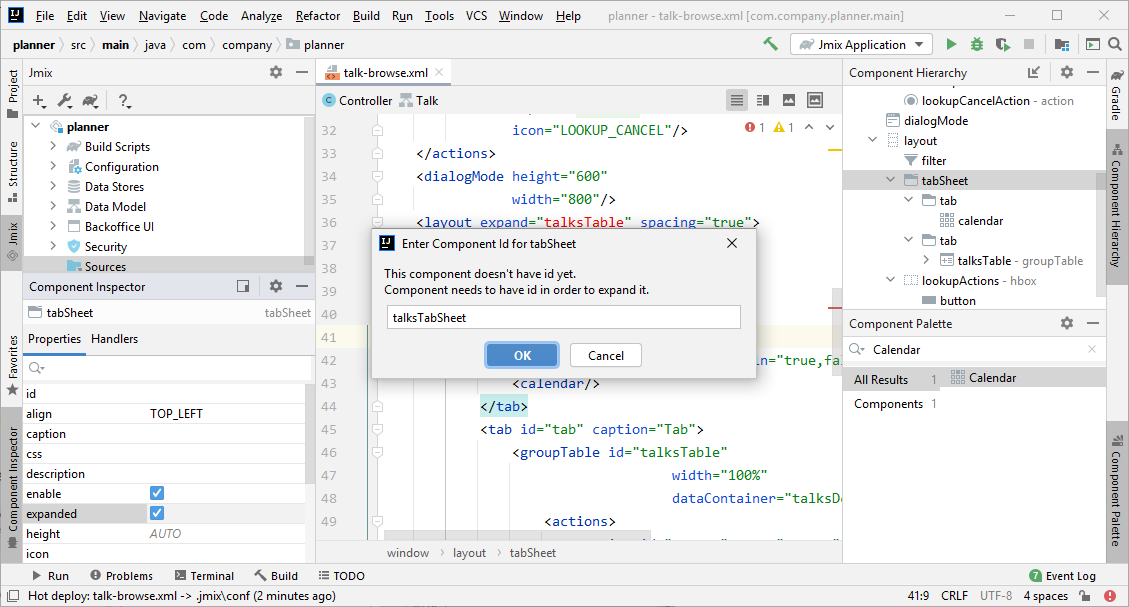 File Edit View Navigate Code Analyze Refactor Build Run Tools VCS Window Help planner - talk-browse.xml [com.company.planner.main]
planner src main java com company planner Jmix Application
Project
Structure
Jmix
Favorites
Component Inspector
Jmix
planner
Build Scripts
Configuration
Data Stores
Data Model
Backoffice UI
Security
Sources
Component Inspector
tabSheet tabSheet
Properties Handlers
id
align TOP_LEFT
caption
css
description
enable
expanded
height AUTO
icon
talk-browse.xml
Controller Talk
1 1
32 icon="LOOKUP_CANCEL"/>
33 </actions>
34 <dialogMode height="600"
35 width="800"/>
36 <layout expand="talksTable" spacing="true">
37
38
39
40
41
42 ="true,fa
43 <calendar/>
44 </tab>
45 <tab id="tab" caption="Tab">
46 <groupTable id="talksTable"
47 width="100%"
48 dataContainer="talksD
49 <actions>
window layout tabSheet
Enter Component Id for tabSheet
This component doesn't have id yet.
Component needs to have id in order to expand it.
talksTabSheet
OK Cancel
Component Hierarchy
lookupCancelAction - action
dialogMode
layout
filter
tabSheet
tab
calendar
tab
talksTable - groupTable
lookupActions - hbox
button
Component Palette
Calendar
All Results 1
Components 1
Calendar
Gradle
Component Hierarchy
Component Palette
Run Problems Terminal Build TODO 7 Event Log
Hot deploy: talk-browse.xml -> .jmix\conf (2 minutes ago) 41:9 CRLF UTF-8 4 spaces